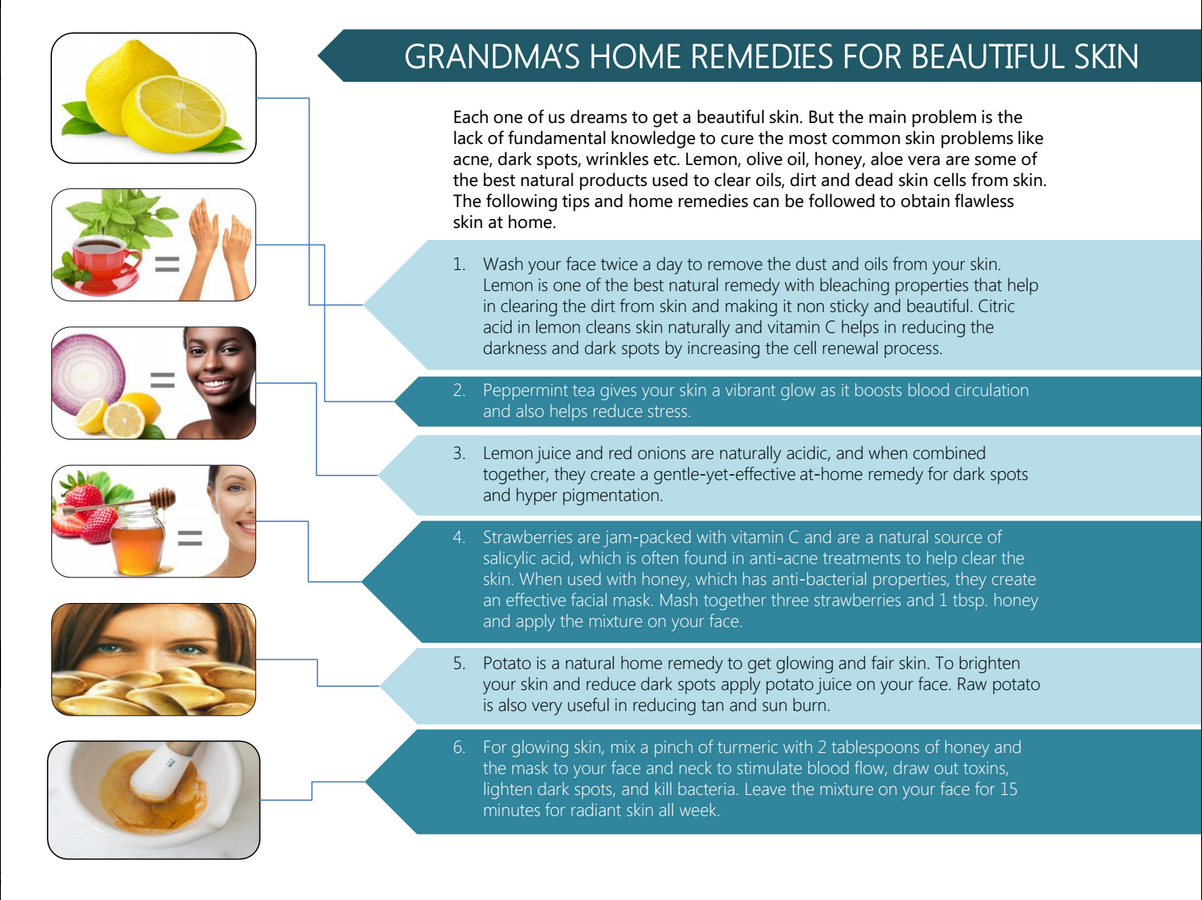 GRANDMA'S HOME REMEDIES FOR BEAUTIFUL SKIN
Each one of us dreams to get a beautiful skin. But the main problem is the
lack of fundamental knowledge to cure the most common skin problems like
acne, dark spots, wrinkles etc. Lemon, olive oil, honey, aloe vera are some of
the best natural products used to clear oils, dirt and dead skin cells from skin.
The following tips and home remedies can be followed to obtain flawless
skin at home.
1. Wash your face twice a day to remove the dust and oils from your skin.
Lemon is one of the best natural remedy with bleaching properties that help
in clearing the dirt from skin and making it non sticky and beautiful. Citric
acid in lemon cleans skin naturally and vitamin C helps in reducing the
darkness and dark spots by increasing the cell renewal process.
2. Peppermint tea gives your skin a vibrant glow as it boosts blood circulation
and also helps reduce stress.
3. Lemon juice and red onions are naturally acidic, and when combined
together, they create a gentle-yet-effective at-home remedy for dark spots
and hyper pigmentation.
4. Strawberries are jam-packed with vitamin C and are a natural source of
salicylic acid, which is often found in anti-acne treatments to help clear the
skin. When used with honey, which has anti-bacterial properties, they create
an effective facial mask. Mash together three strawberries and 1 tbsp. honey
and apply the mixture on your face.
5. Potato is a natural home remedy to get glowing and fair skin. To brighten
your skin and reduce dark spots apply potato juice on your face. Raw potato
is also very useful in reducing tan and sun burn.
6. For glowing skin, mix a pinch of turmeric with 2 tablespoons of honey and
the mask to your face and neck to stimulate blood flow, draw out toxins,
lighten dark spots, and kill bacteria. Leave the mixture on your face for 15
minutes for radiant skin all week.